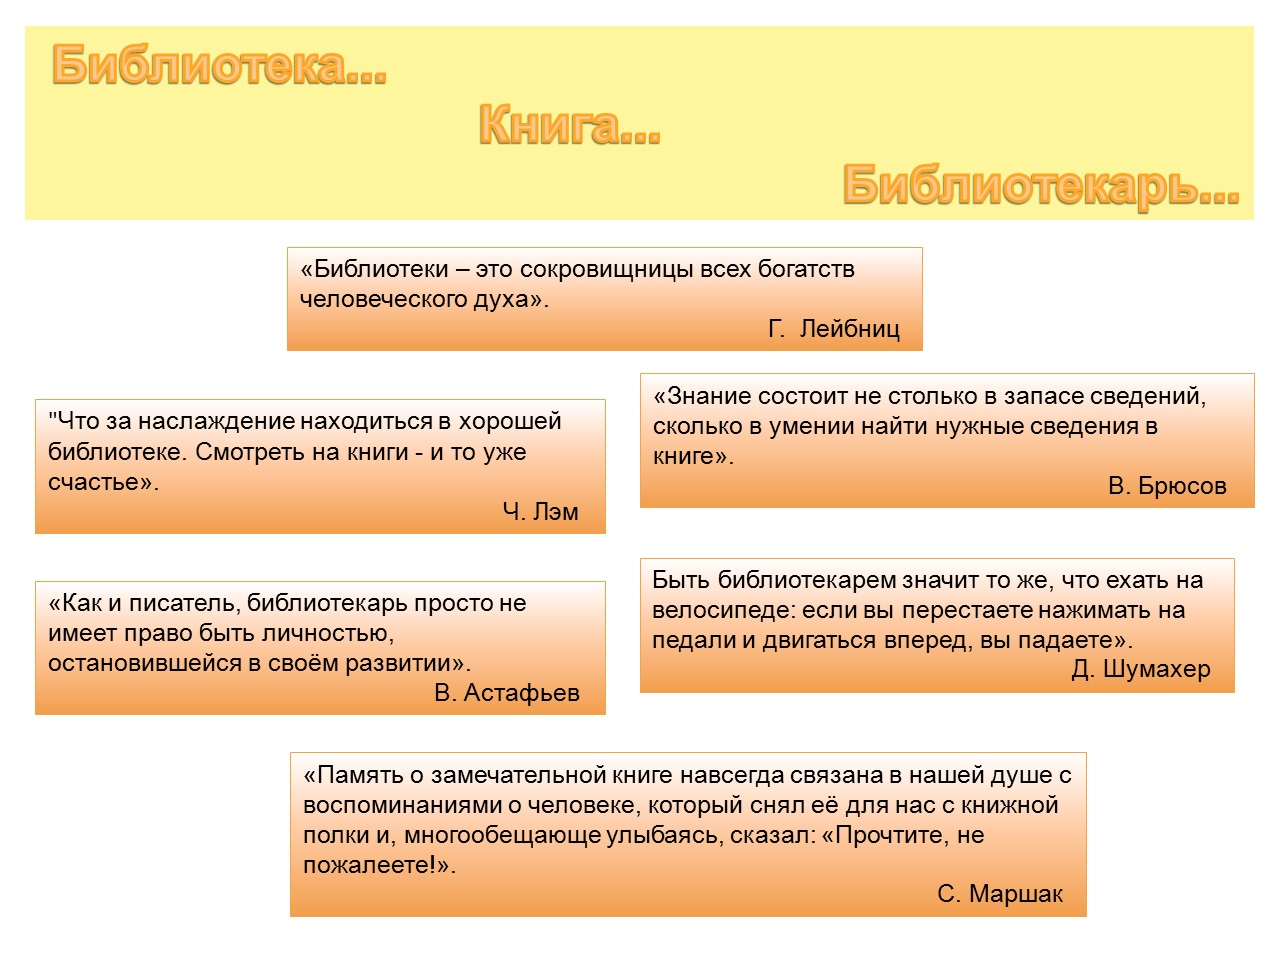 Библиотека...
Книга...
Библиотекарь...
«Библиотеки – это сокровищницы всех богатств
человеческого духа».
Г. Лейбниц
"Что за наслаждение находиться в хорошей
библиотеке. Смотреть на книги - и то уже
счастье».
Ч. Лэм
«Знание состоит не столько в запасе сведений,
сколько в умении найти нужные сведения в
книге».
В. Брюсов
«Как и писатель, библиотекарь просто не
имеет право быть личностью,
остановившейся в своём развитии».
В. Астафьев
Быть библиотекарем значит то же, что ехать на
велосипеде: если вы перестаете нажимать на
педали и двигаться вперед, вы падаете».
Д. Шумахер
«Память о замечательной книге навсегда связана в нашей душе с
воспоминаниями о человеке, который снял её для нас с книжной
полки и, многообещающе улыбаясь, сказал: «Прочтите, не
пожалеете!».
С. Маршак